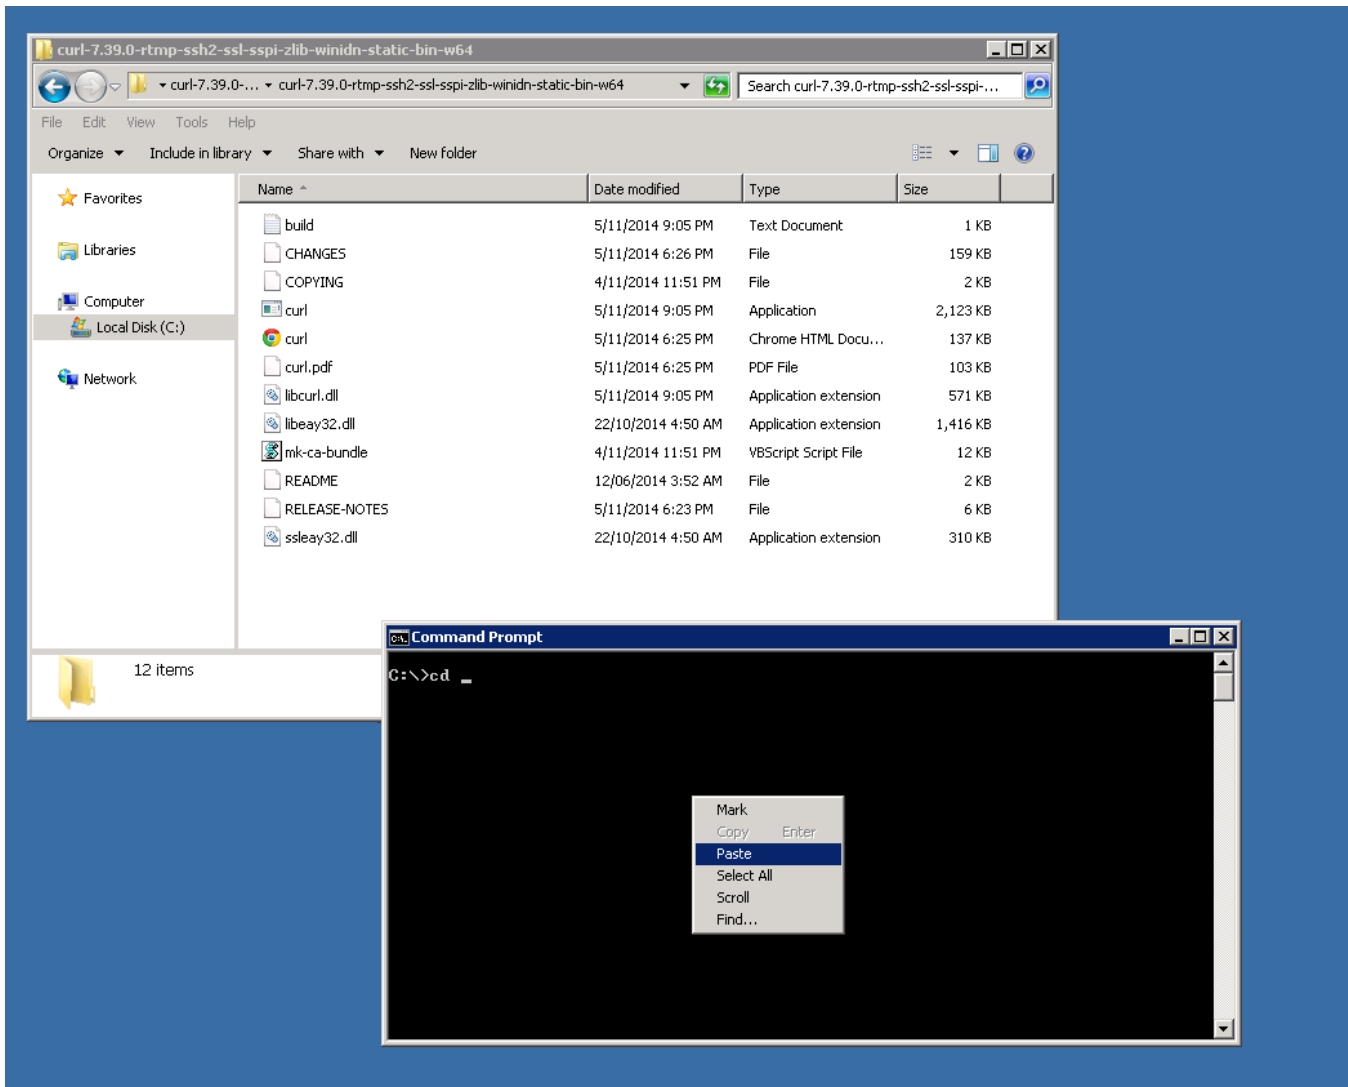 curl-7.39.0-rtmp-ssh2-ssl-sspi-zlib-winidn-static-bin-w64
curl-7.39.0-... curl-7.39.0-rtmp-ssh2-ssl-sspi-zlib-winidn-static-bin-w64 Search curl-7.39.0-rtmp-ssh2-ssl-sspi-...
File Edit View Tools Help
Organize Include in library Share with New folder
Favorites
Libraries
Computer
Local Disk (C:)
Network
Name Date modified Type Size
build 5/11/2014 9:05 PM Text Document 1 KB
CHANGES 5/11/2014 6:26 PM File 159 KB
COPYING 4/11/2014 11:51 PM File 2 KB
curl 5/11/2014 9:05 PM Application 2,123 KB
curl 5/11/2014 6:25 PM Chrome HTML Docu... 137 KB
curl.pdf 5/11/2014 6:25 PM PDF File 103 KB
libcurl.dll 5/11/2014 9:05 PM Application extension 571 KB
libeay32.dll 22/10/2014 4:50 AM Application extension 1,416 KB
mk-ca-bundle 4/11/2014 11:51 PM VBScript Script File 12 KB
README 12/06/2014 3:52 AM File 2 KB
RELEASE-NOTES 5/11/2014 6:23 PM File 6 KB
ssleay32.dll 22/10/2014 4:50 AM Application extension 310 KB
12 items
C:\. Command Prompt
C:\>cd _
Mark
Copy Enter
Paste
Select All
Scroll
Find...